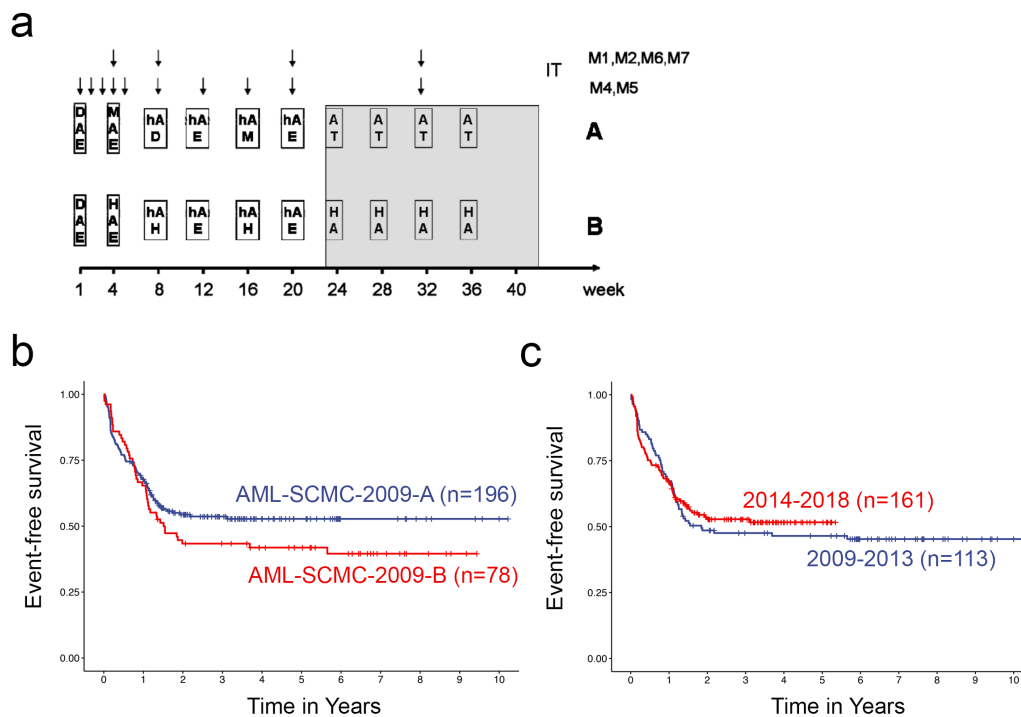 a
IT
M1,M2,M6,M7
M4,M5
D A E
M A E
hA D
hA E
hA M
hA E
A T
A T
A T
A T
A
D A E
H A E
hA H
hA E
hA H
hA E
H A
H A
H A
H A
B
1 4 8 12 16 20 24 28 32 36 40 week
b
Event-free survival
1.00
0.75
0.50
0.25
0.00
AML-SCMC-2009-A (n=196)
AML-SCMC-2009-B (n=78)
0 1 2 3 4 5 6 7 8 9 10
Time in Years
c
Event-free survival
1.00
0.75
0.50
0.25
0.00
2014-2018 (n=161)
2009-2013 (n=113)
0 1 2 3 4 5 6 7 8 9 10
Time in Years